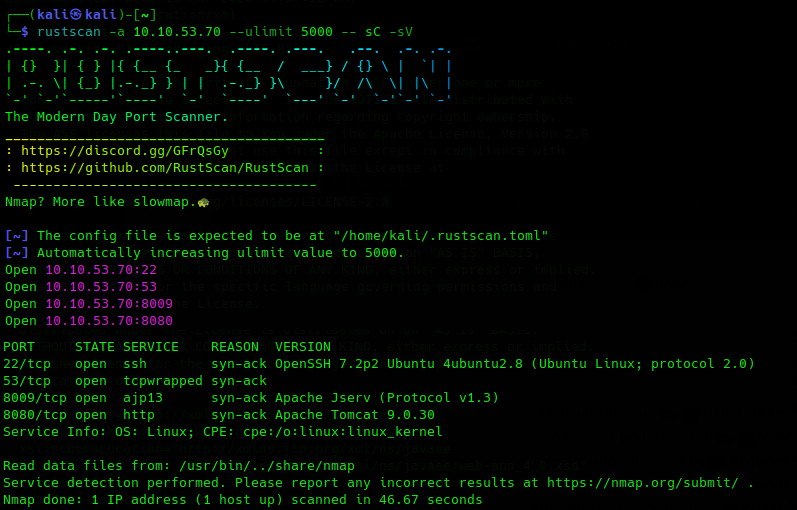 ┌──(kali㉿kali)-[~]
└─$ rustscan -a 10.10.53.70 --ulimit 5000 -- sC -sV
.----. .-. .-. .----..---.  .----. .---.   .--.  .-. .-.
| {}  }| { } |{ {__ {_   _}{ {__  /  ___} / {} \ |  `| |
| .-. \| {_} |.-._} } | |  .-._} }\     }/  /\  \| |\  |
`-' `-'`-----'`----'  `-'  `----'  `---' `-'  `-'`-' `-'
The Modern Day Port Scanner.
________________________________________
: https://discord.gg/GFrQsGy           :
: https://github.com/RustScan/RustScan :
 --------------------------------------
Nmap? More like slowmap.🐢
[~] The config file is expected to be at "/home/kali/.rustscan.toml"
[~] Automatically increasing ulimit value to 5000.
Open 10.10.53.70:22
Open 10.10.53.70:53
Open 10.10.53.70:8009
Open 10.10.53.70:8080
PORT     STATE SERVICE    REASON  VERSION
22/tcp   open  ssh        syn-ack OpenSSH 7.2p2 Ubuntu 4ubuntu2.8 (Ubuntu Linux; protocol 2.0)
53/tcp   open  tcpwrapped syn-ack
8009/tcp open  ajp13      syn-ack Apache Jserv (Protocol v1.3)
8080/tcp open  http       syn-ack Apache Tomcat 9.0.30
Service Info: OS: Linux; CPE: cpe:/o:linux:linux_kernel
Read data files from: /usr/bin/../share/nmap
Service detection performed. Please report any incorrect results at https://nmap.org/submit/ .
Nmap done: 1 IP address (1 host up) scanned in 46.67 seconds